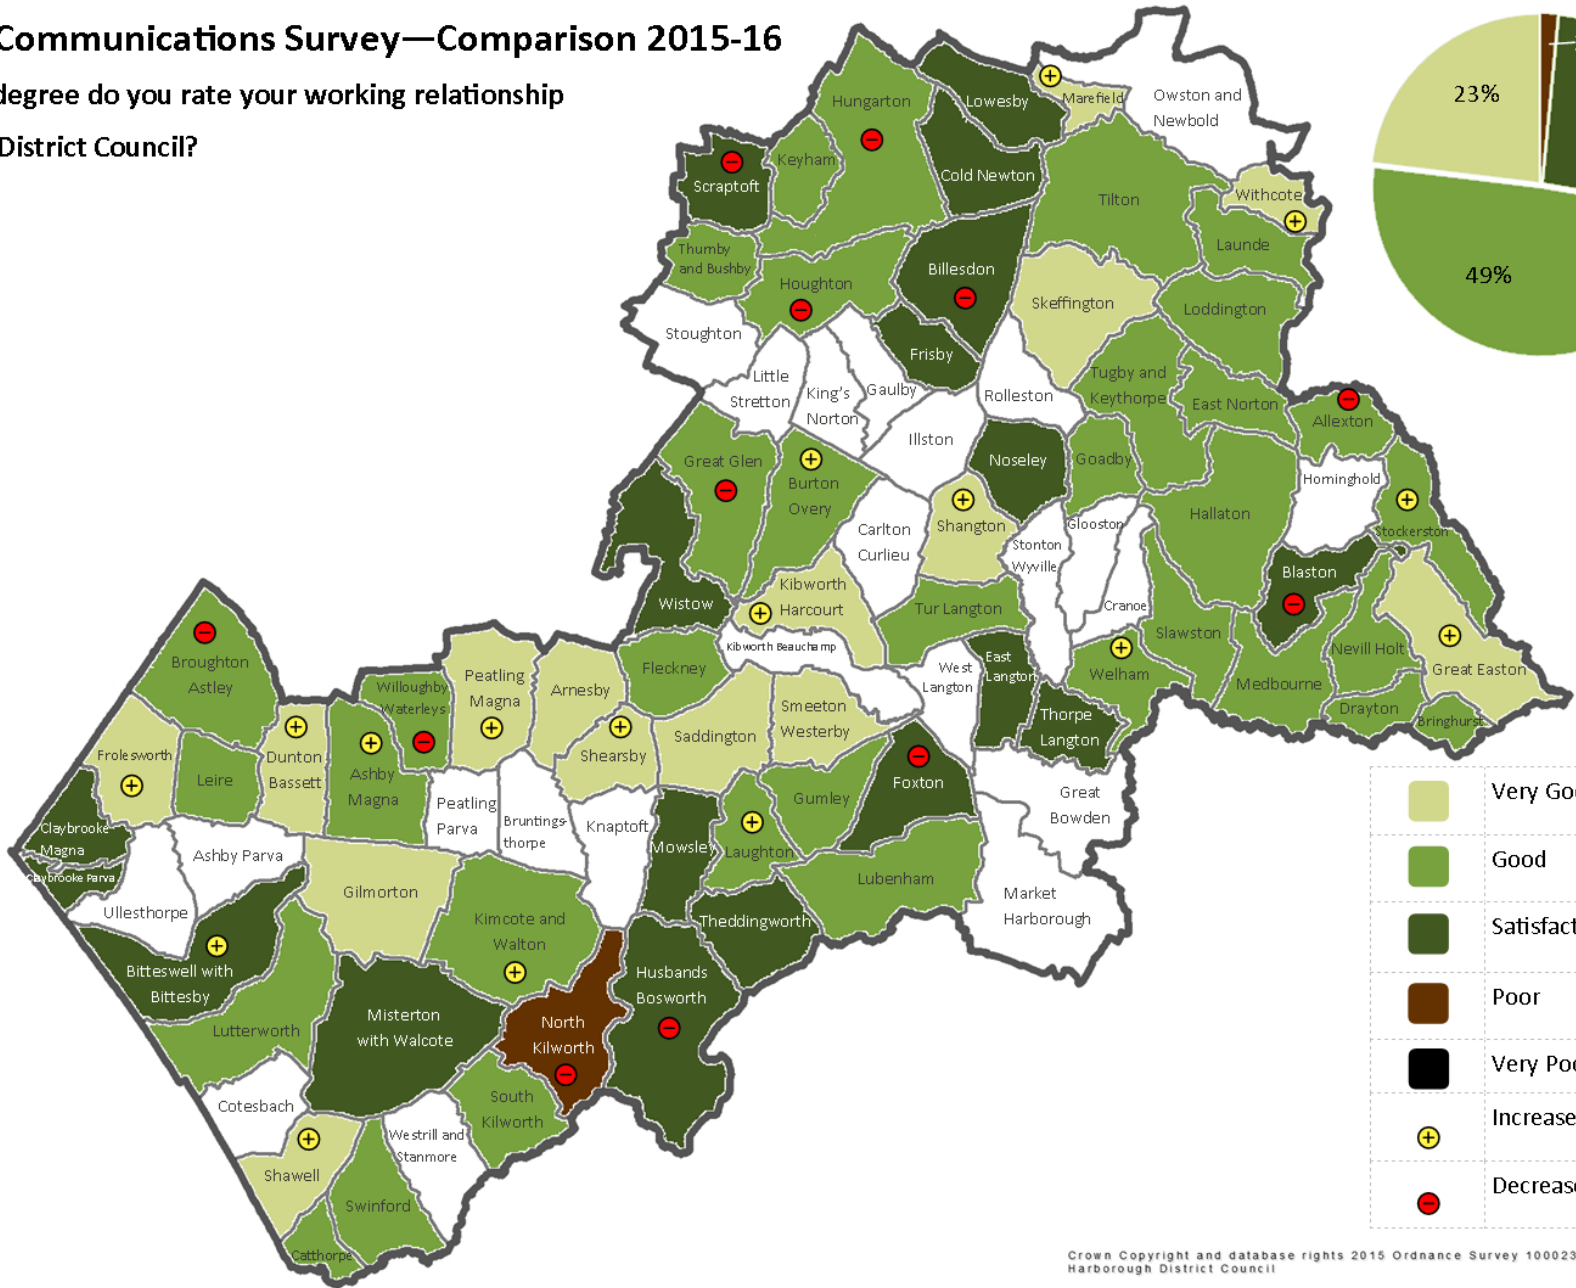 Communications Survey—Comparison 2015-16
degree do you rate your working relationship
District Council?
23%
49%
Hungarton
Lowesby
Marefield
Owston and
Newbold
Keyham
Scraptoft
Cold Newton
Tilton
Withcote
Launde
Thurnby
and Bushby
Houghton
Billesdon
Skeffington
Loddington
Stoughton
Frisby
Little
Stretton
King's
Norton
Gaulby
Rolleston
Tugby and
Keythorpe
East Norton
Allexton
Illston
Great Glen
Burton
Overy
Noseley
Goadby
Horninghold
Carlton
Curlieu
Shangton
Stonton
Wyville
Glooston
Hallaton
Stockerston
Blaston
Wistow
Kibworth
Harcourt
Tur Langton
Cranoe
Slawston
Kibworth Beauchamp
Nevill Holt
Great Easton
Broughton
Astley
Fleckney
West
Langton
East
Langton
Welham
Medbourne
Drayton
Bringhurst
Willoughby
Waterleys
Peatling
Magna
Arnesby
Smeeton
Westerby
Thorpe
Langton
Frolesworth
Leire
Dunton
Bassett
Ashby
Magna
Shearsby
Saddington
Foxton
Gumley
Great
Bowden
Claybrooke
Magna
Claybrooke Parva
Ashby Parva
Peatling
Parva
Bruntings-
thorpe
Knaptoft
Mowsley
Laughton
Lubenham
Market
Harborough
Ullesthorpe
Gilmorton
Kimcote and
Walton
Theddingworth
Bitteswell with
Bittesby
Husbands
Bosworth
Lutterworth
Misterton
with Walcote
North
Kilworth
Cotesbach
South
Kilworth
Westrill and
Stanmore
Shawell
Swinford
Catthorpe
Very Go
Good
Satisfact
Poor
Very Poo
Increase
Decrease
Crown Copyright and database rights 2015 Ordnance Survey 100023
Harborough District Council